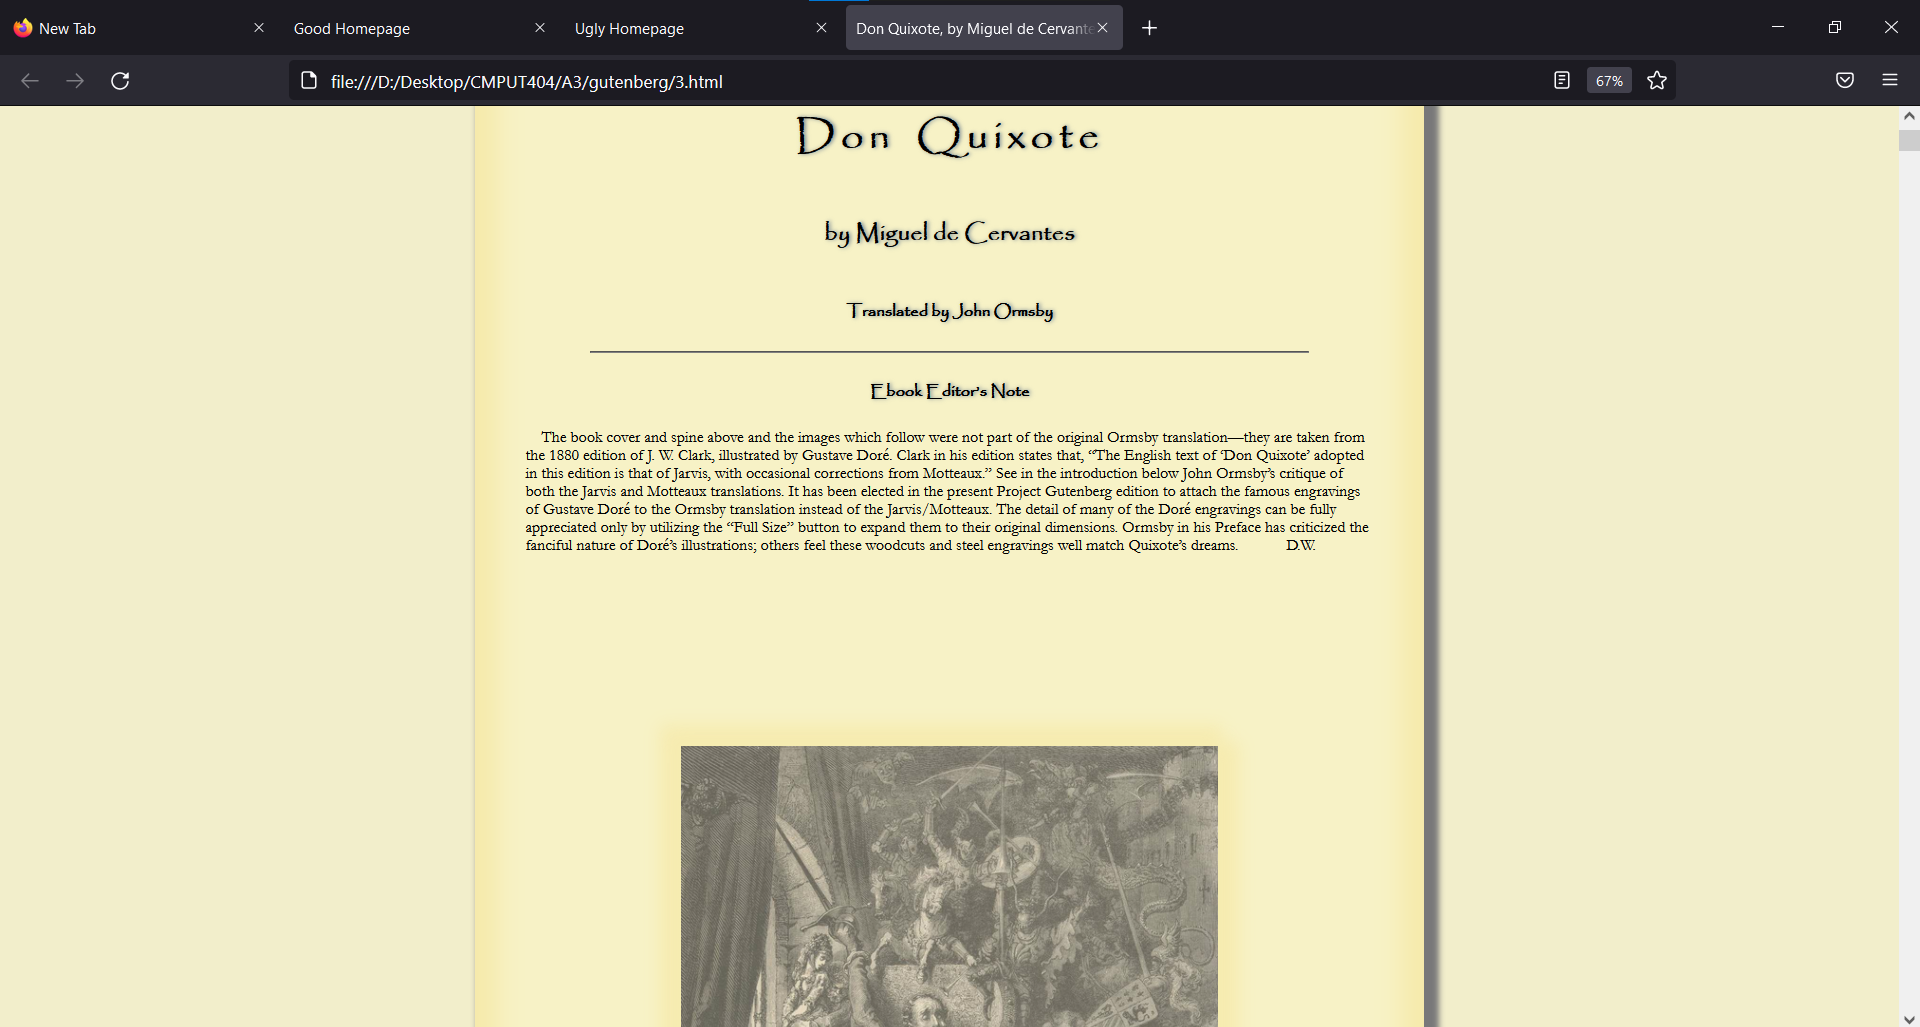 New Tab
Good Homepage
Ugly Homepage
Don Quixote, by Miguel de Cervante
file:///D:/Desktop/CMPUT404/A3/gutenberg/3.html
67%
Don Quixote
by Miguel de Cervantes
Translated by John Ormsby
Ebook Editor’s Note
The book cover and spine above and the images which follow were not part of the original Ormsby translation—they are taken from
the 1880 edition of J. W. Clark, illustrated by Gustave Doré. Clark in his edition states that, “The English text of ‘Don Quixote’ adopted
in this edition is that of Jarvis, with occasional corrections from Motteaux.” See in the introduction below John Ormsby’s critique of
both the Jarvis and Motteaux translations. It has been elected in the present Project Gutenberg edition to attach the famous engravings
of Gustave Doré to the Ormsby translation instead of the Jarvis/Motteaux. The detail of many of the Doré engravings can be fully
appreciated only by utilizing the “Full Size” button to expand them to their original dimensions. Ormsby in his Preface has criticized the
fanciful nature of Doré’s illustrations; others feel these woodcuts and steel engravings well match Quixote’s dreams. D.W.